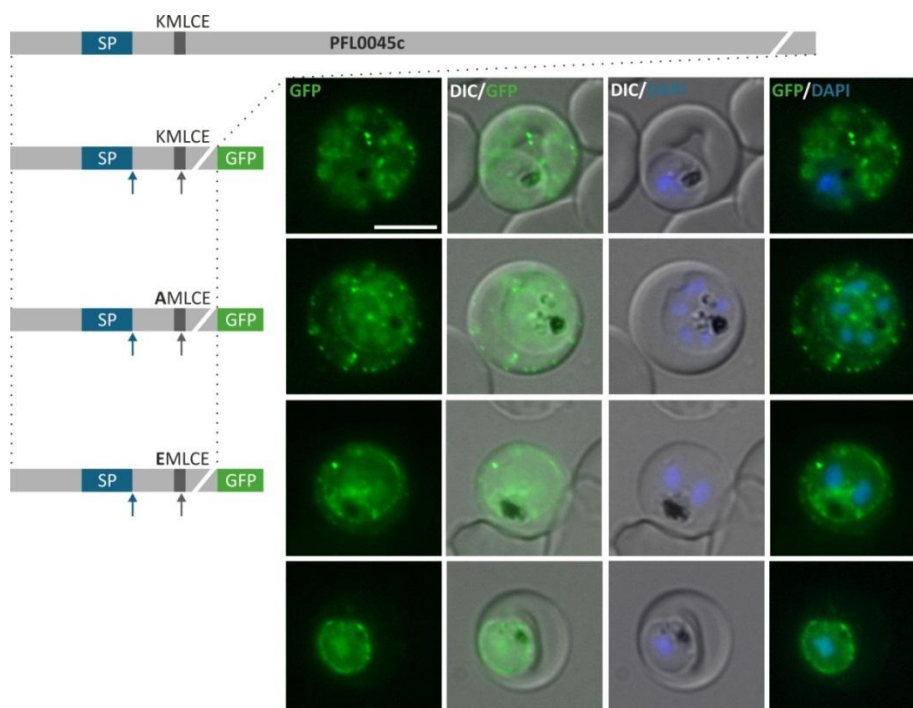 KMLCE
SP
PFL0045c
GFP
DIC/GFP
DIC/DAPI
GFP/DAPI
KMLCE
SP
GFP
AMLCE
SP
GFP
EMLCE
SP
GFP